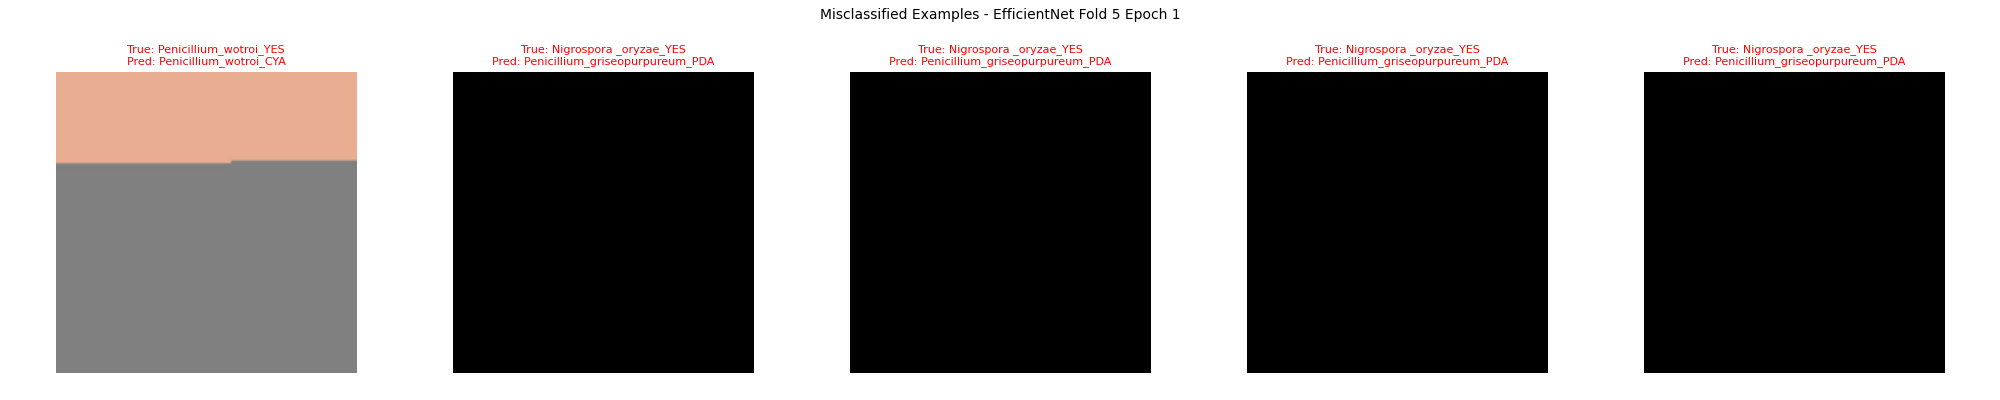 Misclassified Examples - EfficientNet Fold 5 Epoch 1
True: Penicillium_wotroi_YES
Pred: Penicillium_wotroi_CYA
True: Nigrospora _oryzae_YES
Pred: Penicillium_griseopurpureum_PDA
True: Nigrospora _oryzae_YES
Pred: Penicillium_griseopurpureum_PDA
True: Nigrospora _oryzae_YES
Pred: Penicillium_griseopurpureum_PDA
True: Nigrospora _oryzae_YES
Pred: Penicillium_griseopurpureum_PDA